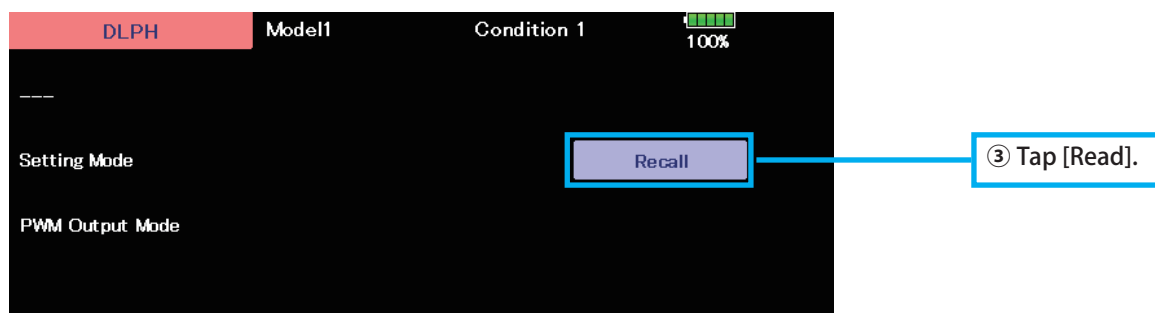 DLPH Model1 Condition 1 100%
---
Setting Mode Recall ③ Tap [Read].
PWM Output Mode